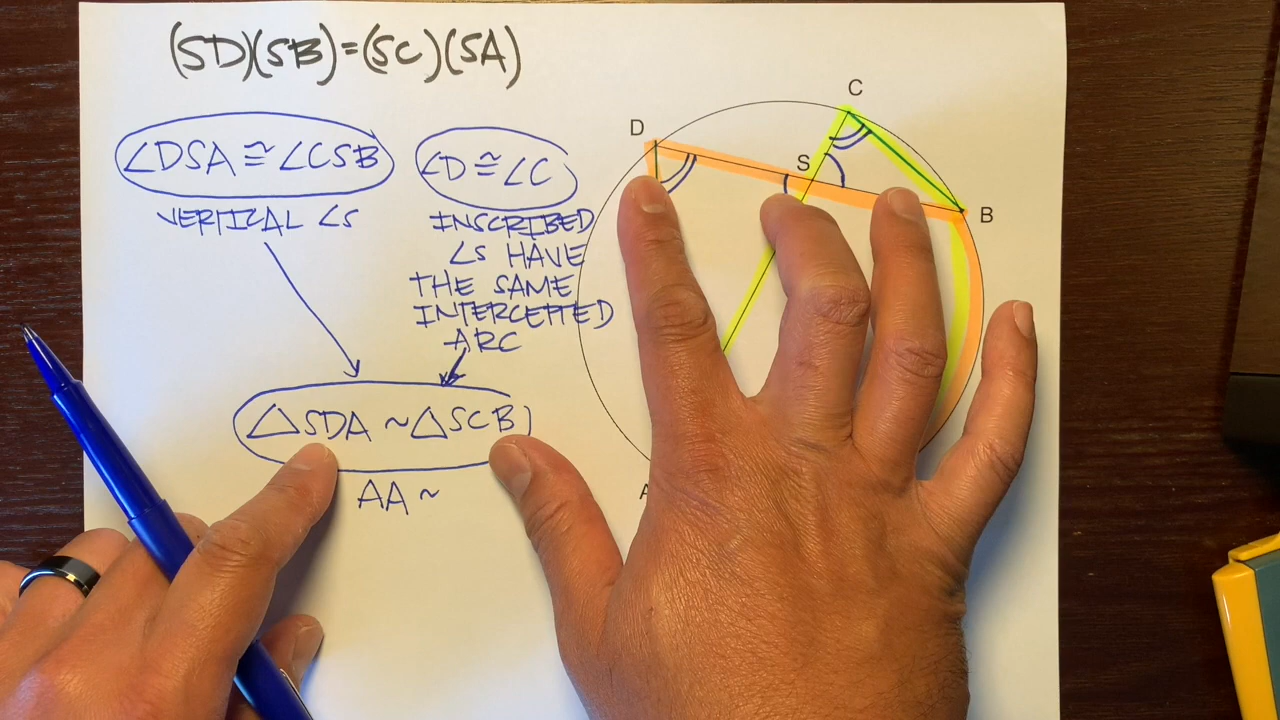 (SD)(SB)=(SC)(SA)
∠DSA ≅ ∠CSB
VERTICAL ∠S
∠D ≅ ∠C
INSCRIBED
∠S HAVE
THE SAME
INTERCEPTED
ARC
△SDA ~ △SCB
AA ~
C
D
S
B
A